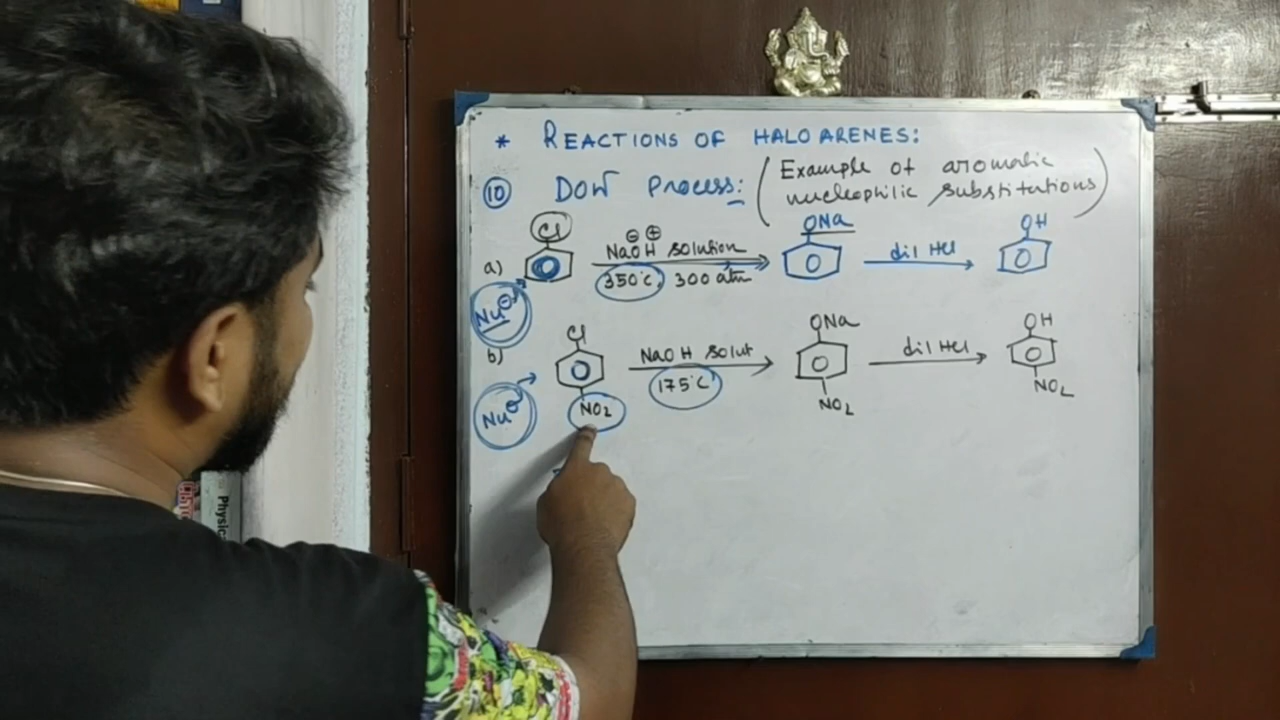 * REACTIONS OF HALOARENES:
10 DOW Process: (Example of aromatic
nucleophilic substitutions)
a) Cl
NaOH solution
350°C, 300 atm
ONa
dil HCl
OH
Nu⊖
b) Cl
NO2
NaOH solut
175°C
ONa
NO2
dil HCl
OH
NO2
Nu⊖
Physic